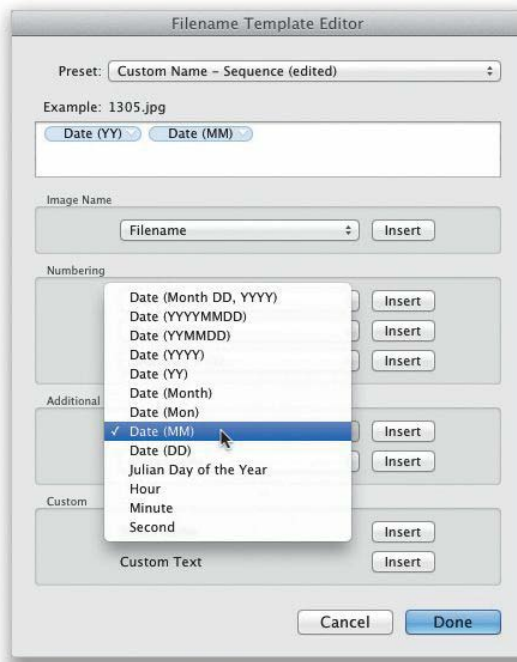 Filename Template Editor
Preset: Custom Name – Sequence (edited)
Example: 1305.jpg
Date (YY) Date (MM)
Image Name
Filename Insert
Numbering
Date (Month DD, YYYY) Insert
Date (YYYYMMDD)
Date (YYMMDD) Insert
Date (YYYY) Insert
Date (YY)
Date (Month)
Additional
Date (Mon)
✓ Date (MM) Insert
Date (DD)
Julian Day of the Year Insert
Hour
Custom
Minute
Second Insert
Custom Text Insert
Cancel Done